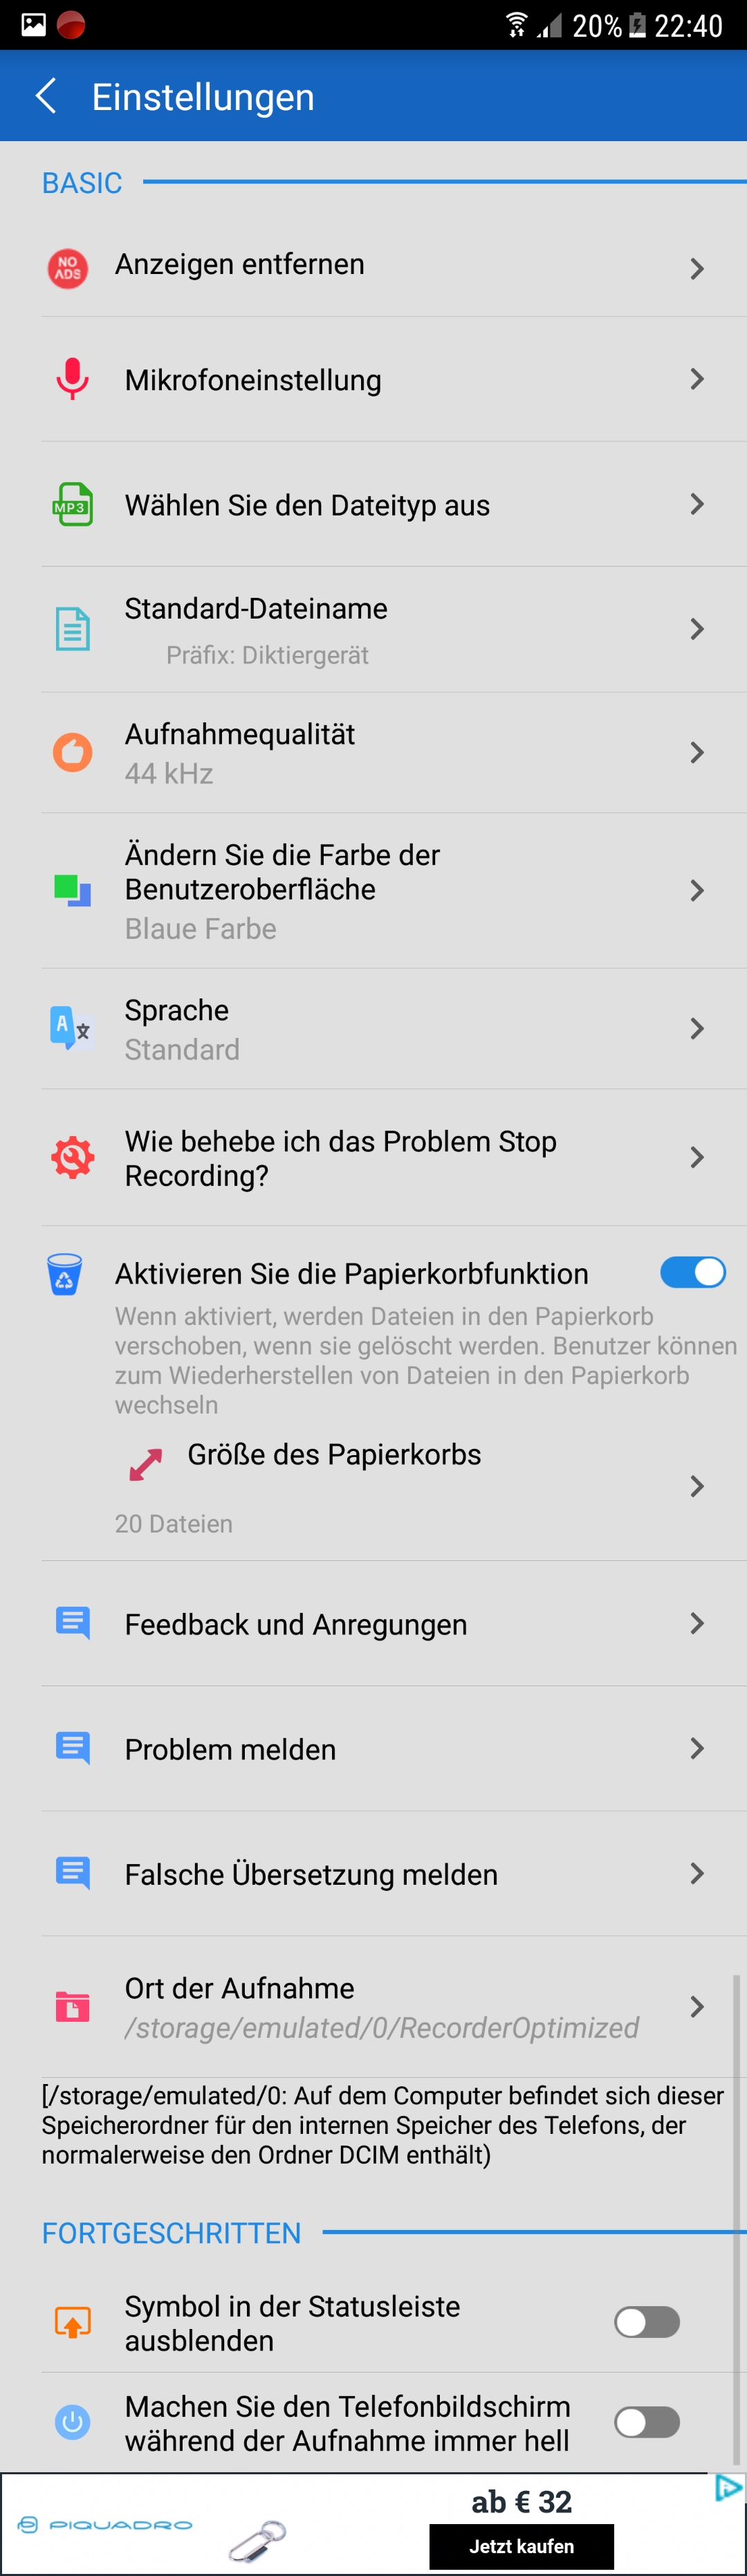 20% 22:40
Einstellungen
BASIC
NO
ADS
Anzeigen entfernen
Mikrofoneinstellung
MP3
Wählen Sie den Dateityp aus
Standard-Dateiname
Präfix: Diktiergerät
Aufnahmequalität
44 kHz
Ändern Sie die Farbe der
Benutzeroberfläche
Blaue Farbe
A 文
Sprache
Standard
Wie behebe ich das Problem Stop
Recording?
Aktivieren Sie die Papierkorbfunktion
Wenn aktiviert, werden Dateien in den Papierkorb
verschoben, wenn sie gelöscht werden. Benutzer können
zum Wiederherstellen von Dateien in den Papierkorb
wechseln
Größe des Papierkorbs
20 Dateien
Feedback und Anregungen
Problem melden
Falsche Übersetzung melden
Ort der Aufnahme
/storage/emulated/0/RecorderOptimized
[/storage/emulated/0: Auf dem Computer befindet sich dieser
Speicherordner für den internen Speicher des Telefons, der
normalerweise den Ordner DCIM enthält)
FORTGESCHRITTEN
Symbol in der Statusleiste
ausblenden
Machen Sie den Telefonbildschirm
während der Aufnahme immer hell
PIQUADRO
ab € 32
Jetzt kaufen